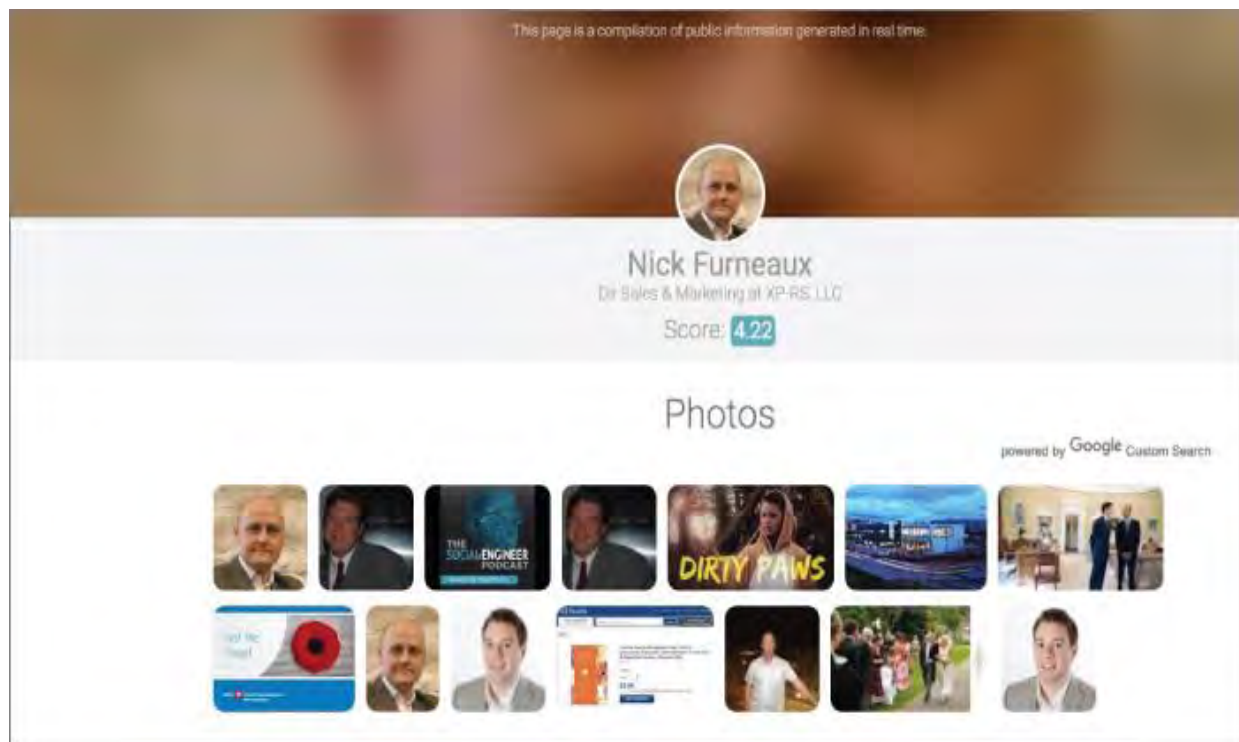 This page is a compilation of public information generated in real time.
Nick Furneaux
Dir Sales & Marketing at XP-RS, LLC
Score: 4.22
Photos
powered by Google Custom Search
THE
SOCIAL-ENGINEER
PODCAST
DIRTY PAWS